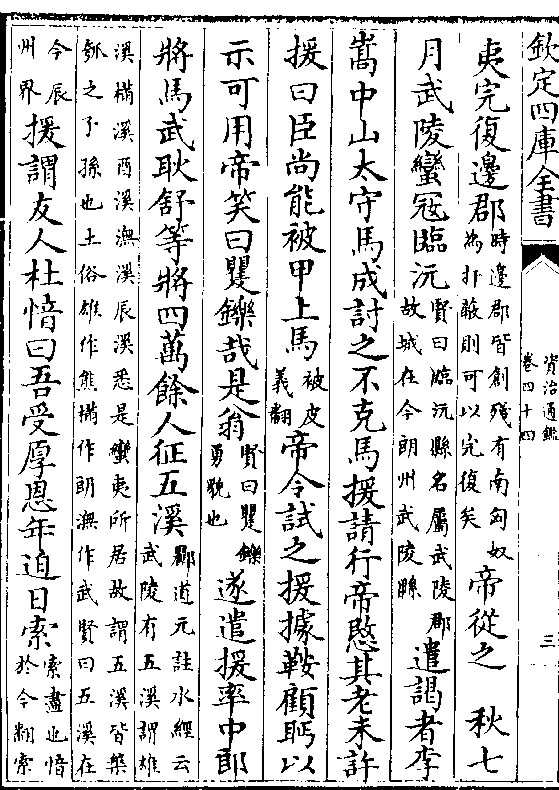 欽定四庫全書
資治通鑑
卷四十四
三
夷完復邊郡時邊郡皆創殘有南匈奴為扞蔽則可以完復矣帝從之 秋七
月武陵蠻冦臨沅賢曰臨沅縣名屬武陵郡故城在今朗州武陵縣遣謁者李
嵩中山太守馬成討之不克馬援請行帝愍其老未許
援曰臣尚能被甲上馬被皮義翻帝令試之援據鞍顧眄以
示可用帝笑曰矍鑠哉是翁賢曰矍鑠勇貌也遂遣援率中郎
將馬武耿舒等將四萬餘人征五溪酈道元註水經云武陵有五溪謂雄
溪樠溪酉溪潕溪辰溪悉是蠻夷所居故謂五溪皆槃
瓠之子孫也土俗雄作熊樠作朗潕作武賢曰五溪在
今辰州界援謂友人杜愔曰吾受厚恩年迫日索索盡也愔於今翻索